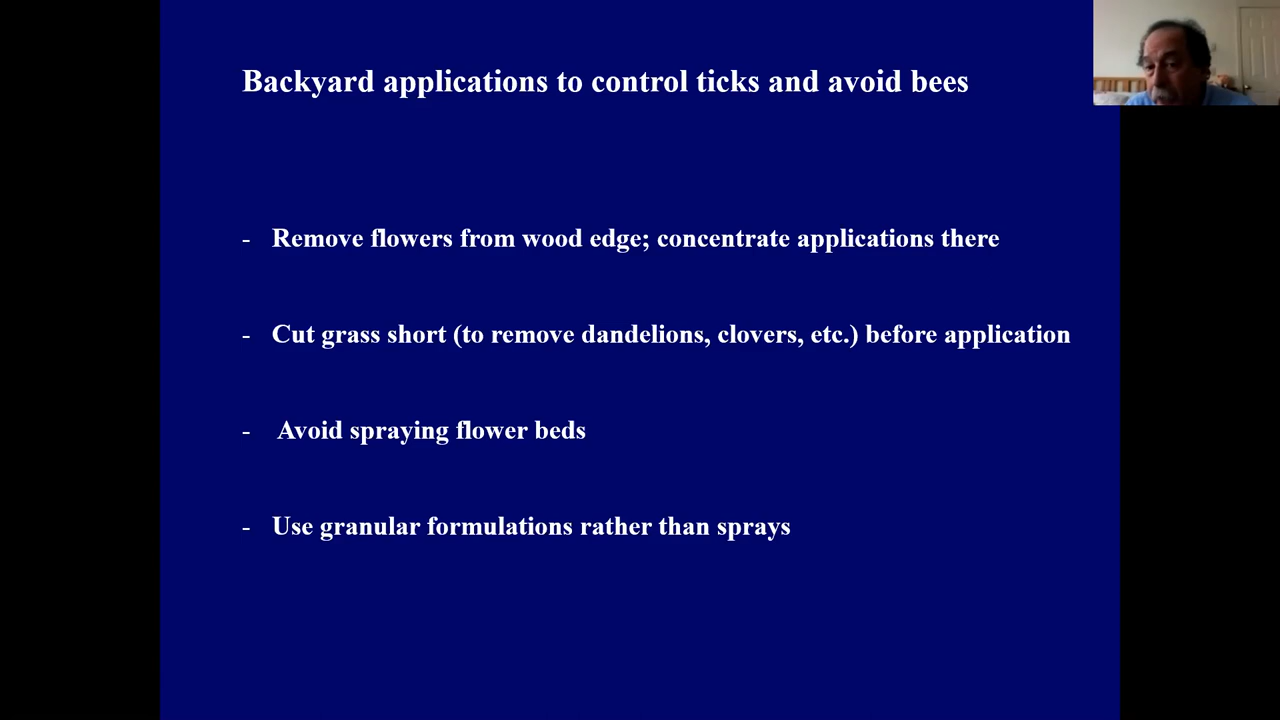 Backyard applications to control ticks and avoid bees
- Remove flowers from wood edge; concentrate applications there
- Cut grass short (to remove dandelions, clovers, etc.) before application
- Avoid spraying flower beds
- Use granular formulations rather than sprays